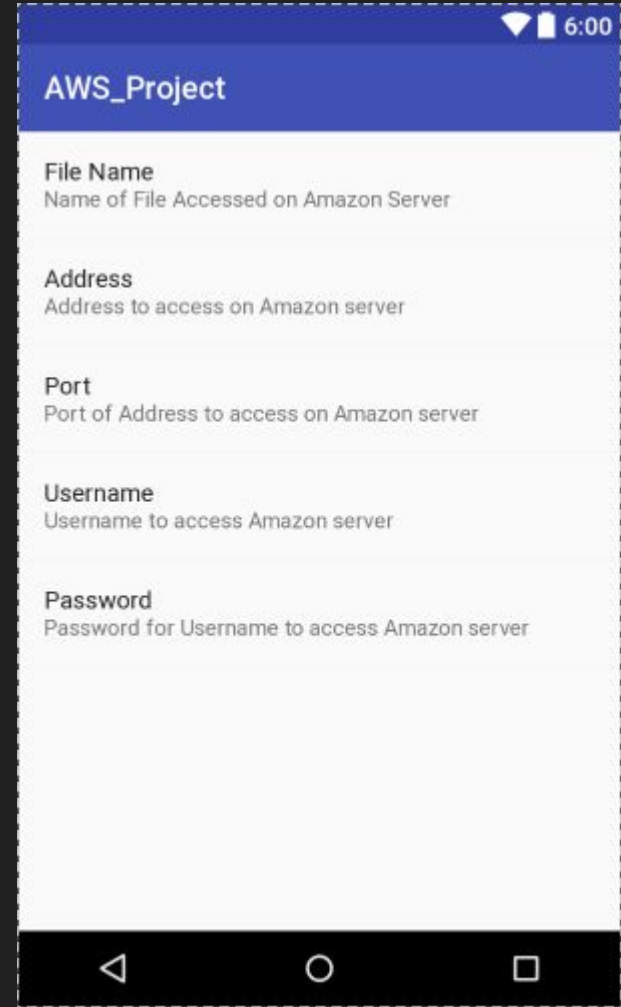 6:00
AWS_Project
File Name
Name of File Accessed on Amazon Server
Address
Address to access on Amazon server
Port
Port of Address to access on Amazon server
Username
Username to access Amazon server
Password
Password for Username to access Amazon server